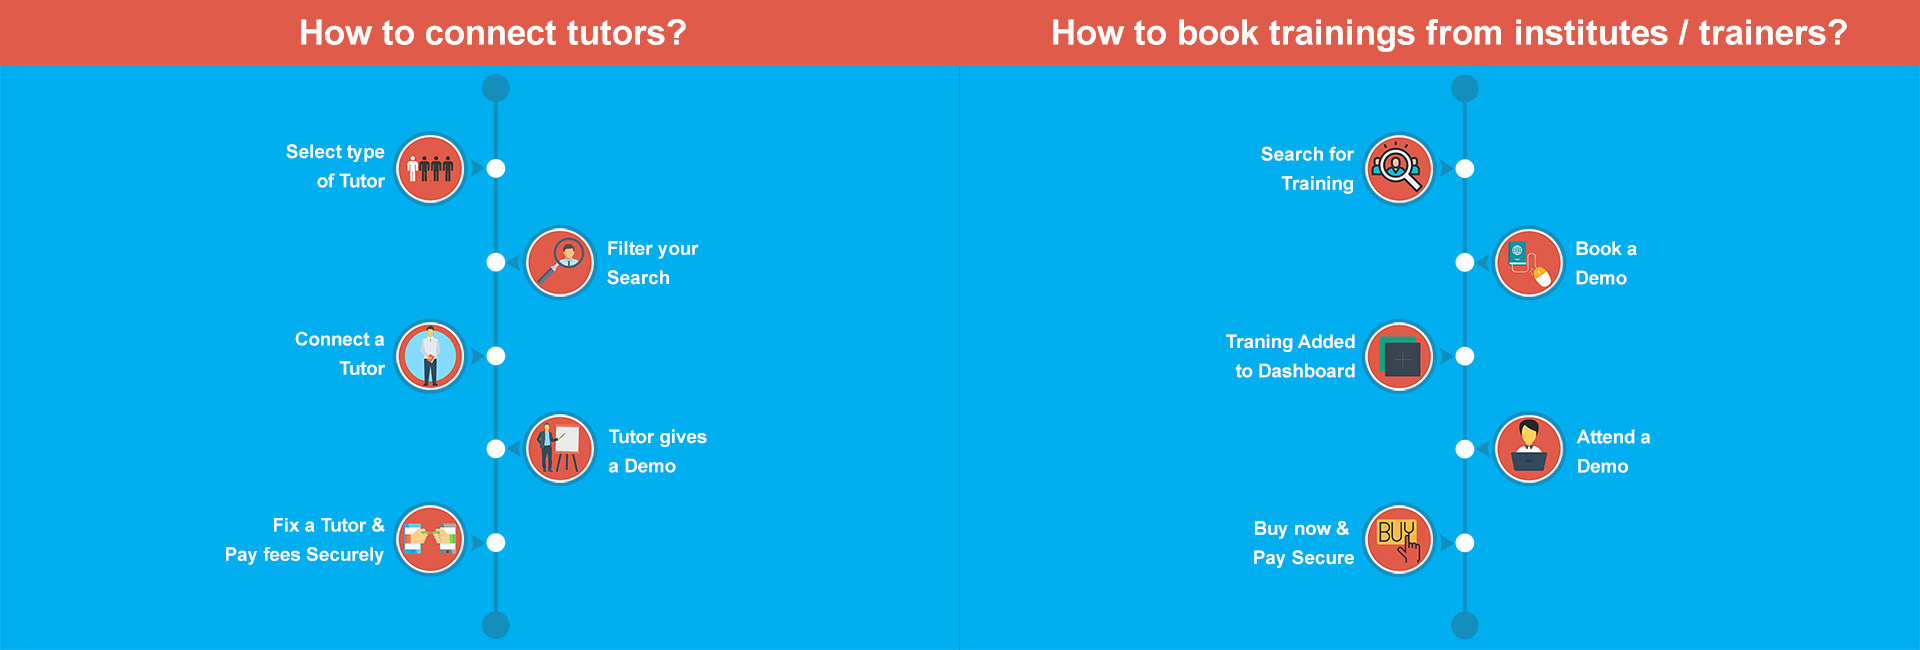 How to connect tutors?
Select type
of Tutor
Filter your
Search
Connect a
Tutor
Tutor gives
a Demo
Fix a Tutor &
Pay fees Securely
How to book trainings from institutes / trainers?
Search for
Training
Book a
Demo
Traning Added
to Dashboard
Attend a
Demo
Buy now &
Pay Secure
BUY